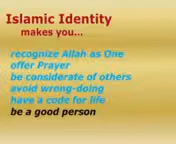 Islamic Identity
makes you...
recognize Allah as One
offer Prayer
be considerate of others
avoid wrong-doing
have a code for life
be a good person